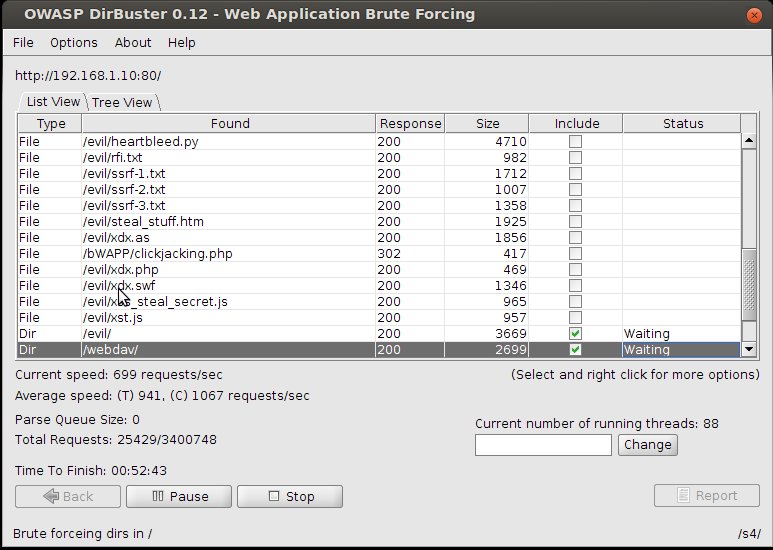 OWASP DirBuster 0.12 - Web Application Brute Forcing
File Options About Help
http://192.168.1.10:80/
List View Tree View
Type Found Response Size Include Status
File /evil/heartbleed.py 200 4710
File /evil/rfi.txt 200 982
File /evil/ssrf-1.txt 200 1712
File /evil/ssrf-2.txt 200 1007
File /evil/ssrf-3.txt 200 1358
File /evil/steal_stuff.htm 200 1925
File /evil/xdx.as 200 1856
File /bWAPP/clickjacking.php 302 417
File /evil/xdx.php 200 469
File /evil/xdx.swf 200 1346
File /evil/xss_steal_secret.js 200 965
File /evil/xst.js 200 957
Dir /evil/ 200 3669 Waiting
Dir /webdav/ 200 2699 Waiting
Current speed: 699 requests/sec (Select and right click for more options)
Average speed: (T) 941, (C) 1067 requests/sec
Parse Queue Size: 0 Current number of running threads: 88
Total Requests: 25429/3400748 Change
Time To Finish: 00:52:43
Back Pause Stop Report
Brute forceing dirs in / /s4/